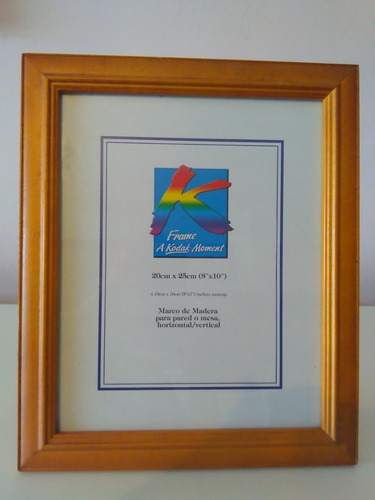 K
Frame
A Kodak Moment
20cm x 25cm (8"x10")
Marco de Madera
para pared o mesa,
horizontal/vertical